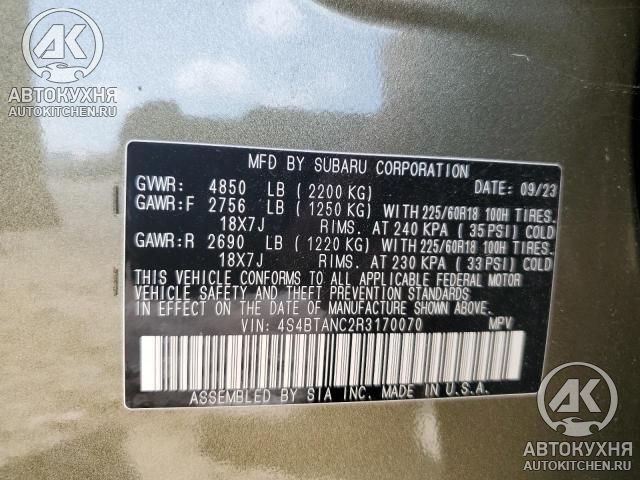 АК
АВТОКУХНЯ
AUTOKITCHEN.RU
MFD BY SUBARU CORPORATION
GVWR: 4850 LB ( 2200 KG) DATE: 09/23
GAWR:F 2756 LB ( 1250 KG) WITH 225/60R18 100H TIRES.
18X7J RIMS. AT 240 KPA ( 35 PSI) COLD
GAWR:R 2690 LB ( 1220 KG) WITH 225/60R18 100H TIRES.
18X7J RIMS. AT 230 KPA ( 33 PSI) COLD
THIS VEHICLE CONFORMS TO ALL APPLICABLE FEDERAL MOTOR
VEHICLE SAFETY AND THEFT PREVENTION STANDARDS
IN EFFECT ON THE DATE OF MANUFACTURE SHOWN ABOVE.
VIN: 4S4BTANC2R3170070 MPV
ASSEMBLED BY SIA INC. MADE IN U.S.A.
АК
АВТОКУХНЯ
AUTOKITCHEN.RU